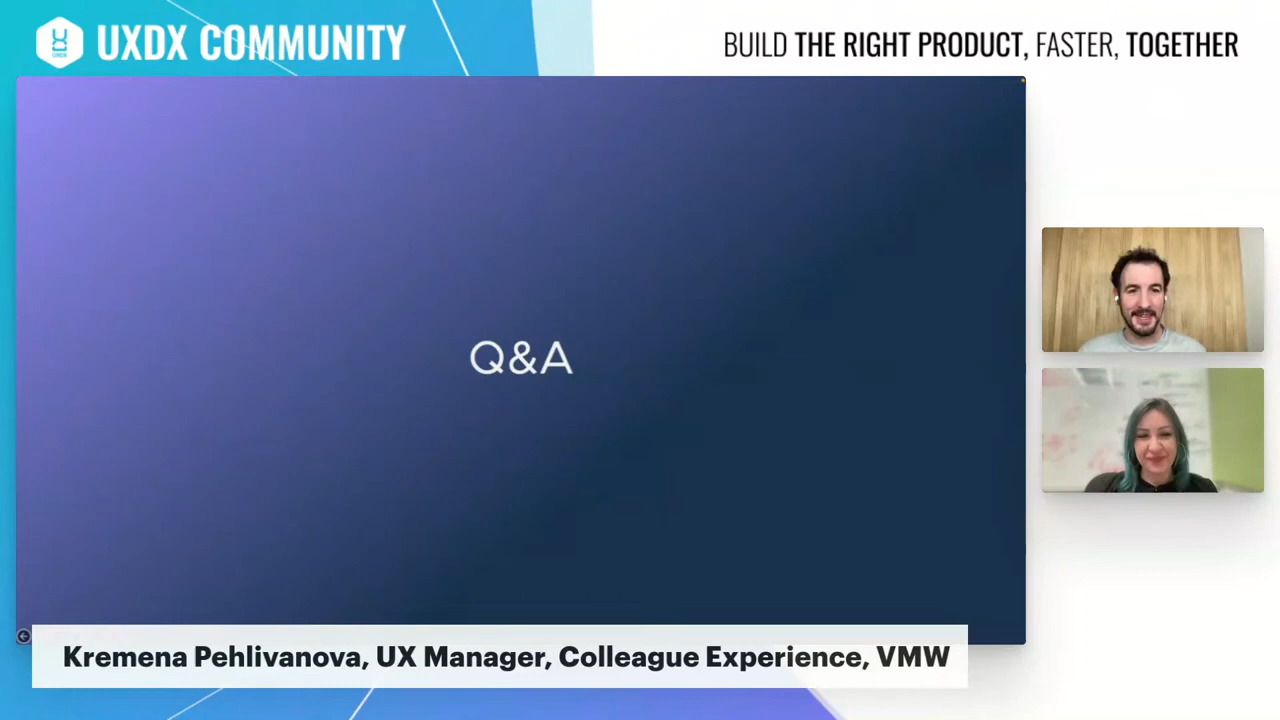 UXDX COMMUNITY
BUILD THE RIGHT PRODUCT, FASTER, TOGETHER
Q&A
Kremena Pehlivanova, UX Manager, Colleague Experience, VMW